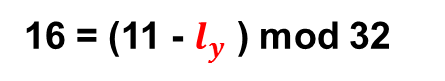 16 = (11 - l_y ) mod 32